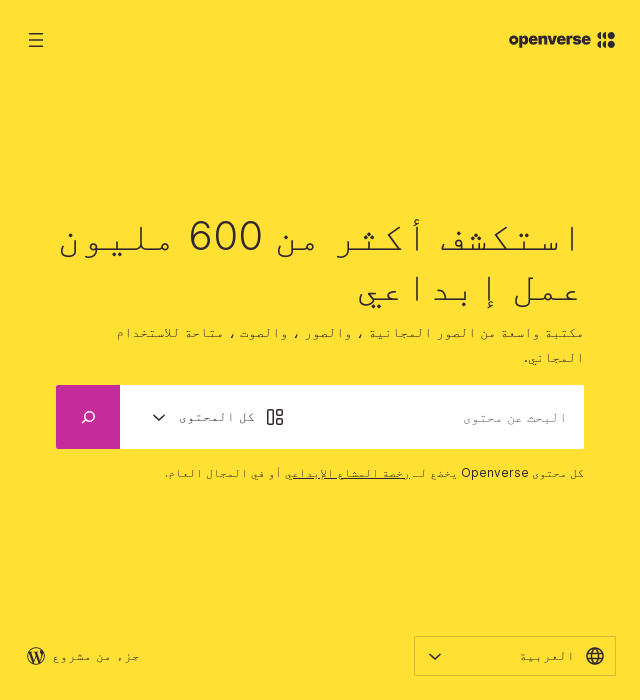 openverse
استكشف أكثر من 600 مليون
عمل إبداعي
مكتبة واسعة من الصور المجانية ، والصور ، والصوت ، متاحة للاستخدام
المجاني.
البحث عن محتوى
كل المحتوى
كل محتوى Openverse يخضع لـ رخصة المشاع الإبداعي أو في المجال العام.
العربية
جزء من مشروع